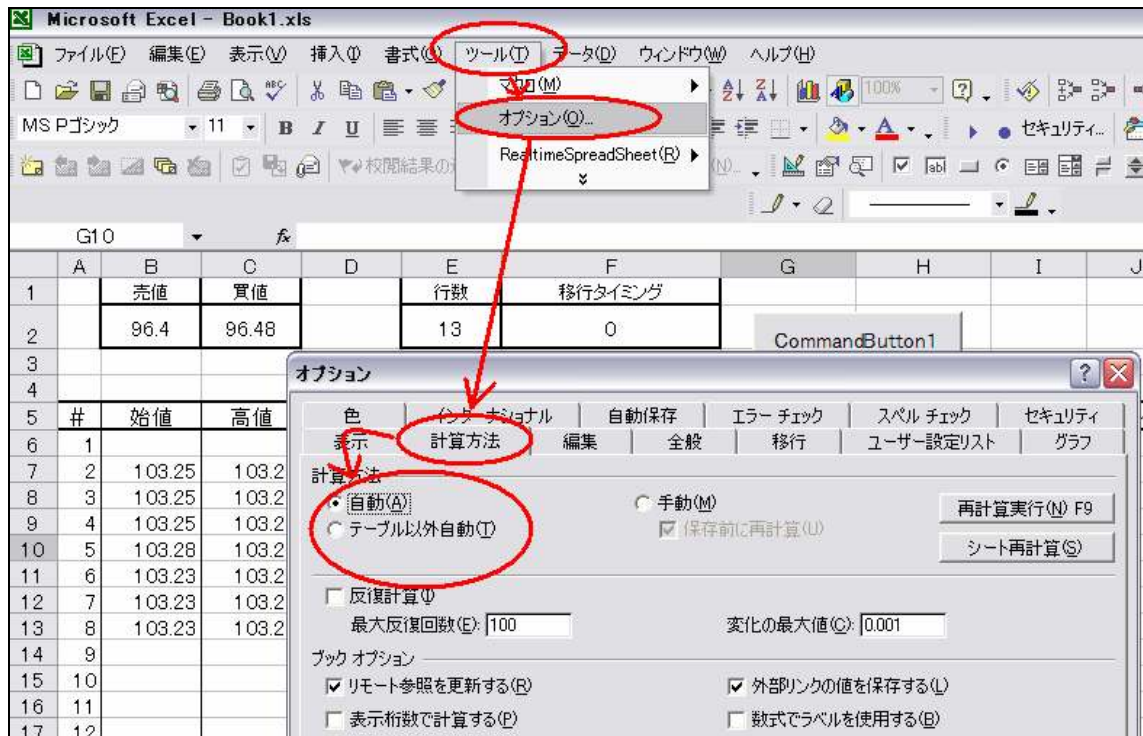 Microsoft Excel - Book1.xls
ファイル(F) 編集(E) 表示(V) 挿入(I) 書式(O) ツール(T) データ(D) ウィンドウ(W) ヘルプ(H)
マクロ(M)
100%
オプション(O)...
MS Pゴシック 11 B I U セキュリティ...
RealtimeSpreadSheet(R)
校閲結果の
G10 fx
A B C D E F G H I J
1 売値 買値 行数 移行タイミング
2 96.4 96.48 13 0
CommandButton1
3
4
オプション
5 # 始値 高値
色 インターナショナル 自動保存 エラー チェック スペル チェック セキュリティ
表示 計算方法 編集 全般 移行 ユーザー設定リスト グラフ
6 1
7 2 103.25 103.2
計算方法
8 3 103.25 103.2
自動(A) 手動(M) 再計算実行(N) F9
9 4 103.25 103.2
テーブル以外自動(T) 保存前に再計算(U)
10 5 103.28 103.2
シート再計算(S)
11 6 103.23 103.2
12 7 103.23 103.2
反復計算(I)
13 8 103.23 103.2
最大反復回数(E): 100 変化の最大値(C): 0.001
14 9
ブック オプション
15 10
リモート参照を更新する(R) 外部リンクの値を保存する(L)
16 11
表示桁数で計算する(P) 数式でラベルを使用する(B)
17 12